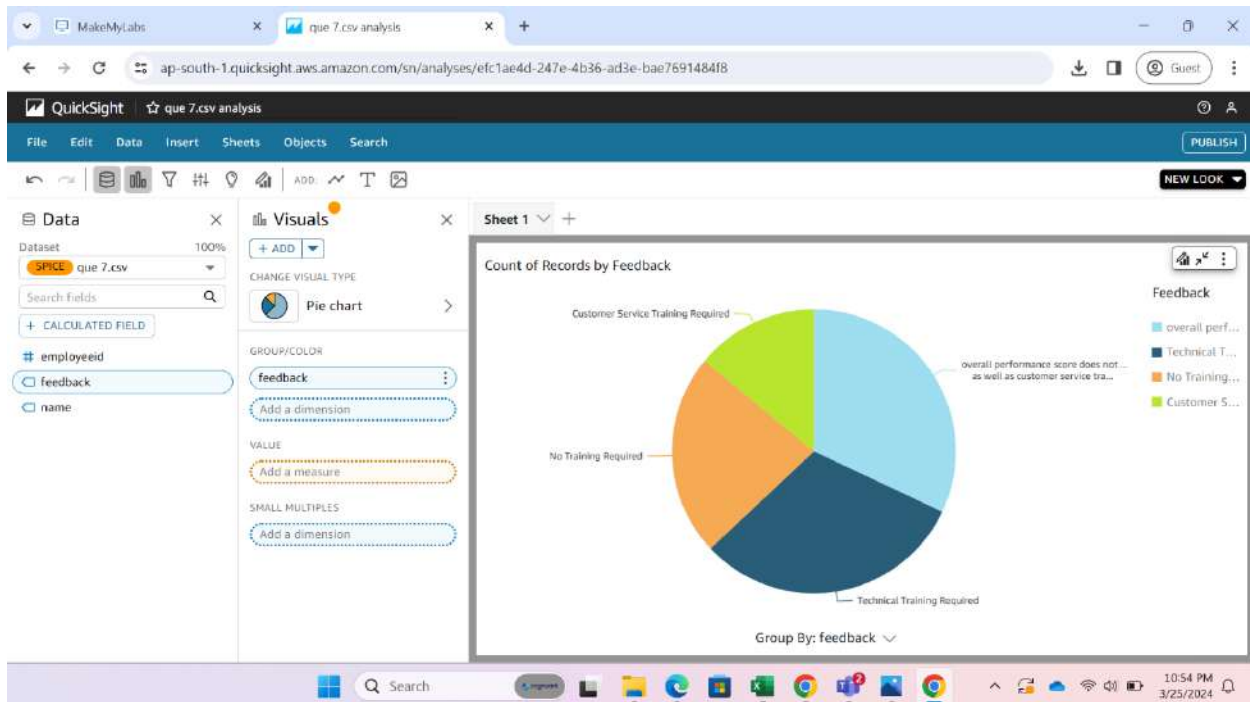 MakeMyLabs
que 7.csv analysis
ap-south-1.quicksight.aws.amazon.com/sn/analyses/efc1ae4d-247e-4b36-ad3e-bae7691484f8
Guest
QuickSight
que 7.csv analysis
File Edit Data Insert Sheets Objects Search
PUBLISH
ADD:
T
NEW LOOK
Data
Visuals
Sheet 1
Dataset 100%
SPICE que 7.csv
Search fields
+ CALCULATED FIELD
# employeeid
feedback
name
+ ADD
CHANGE VISUAL TYPE
Pie chart
GROUP/COLOR
feedback
Add a dimension
VALUE
Add a measure
SMALL MULTIPLES
Add a dimension
Count of Records by Feedback
Customer Service Training Required
overall performance score does not ...
as well as customer service tra...
No Training Required
Technical Training Required
Group By: feedback
Feedback
overall perf...
Technical T...
No Training...
Customer S...
Search
2
10:54 PM
3/25/2024